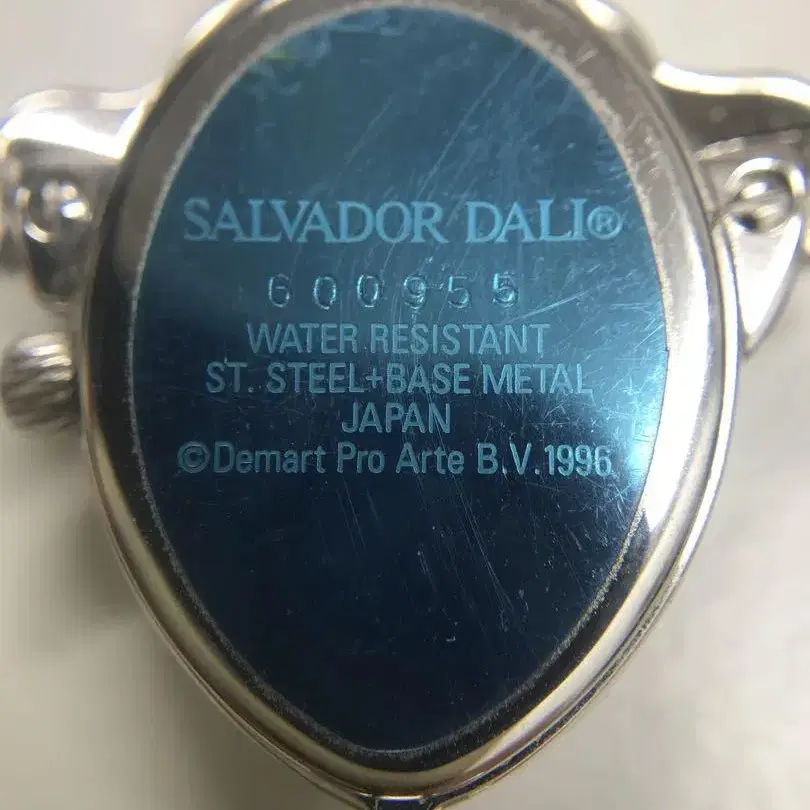 SALVADOR DALI®
600955
WATER RESISTANT
ST. STEEL+BASE METAL
JAPAN
©Demart Pro Arte B.V. 1996